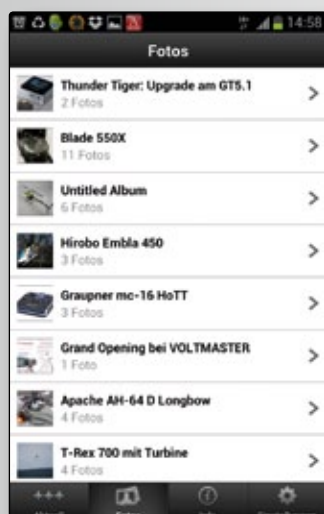 14:58
Fotos
Thunder Tiger: Upgrade am GT5.1
2 Fotos
Blade 550X
11 Fotos
Untitled Album
6 Fotos
Hirobo Embla 450
3 Fotos
Graupner mc-16 HoTT
3 Fotos
Grand Opening bei VOLTMASTER
1 Foto
Apache AH-64 D Longbow
4 Fotos
T-Rex 700 mit Turbine
4 Fotos
+++